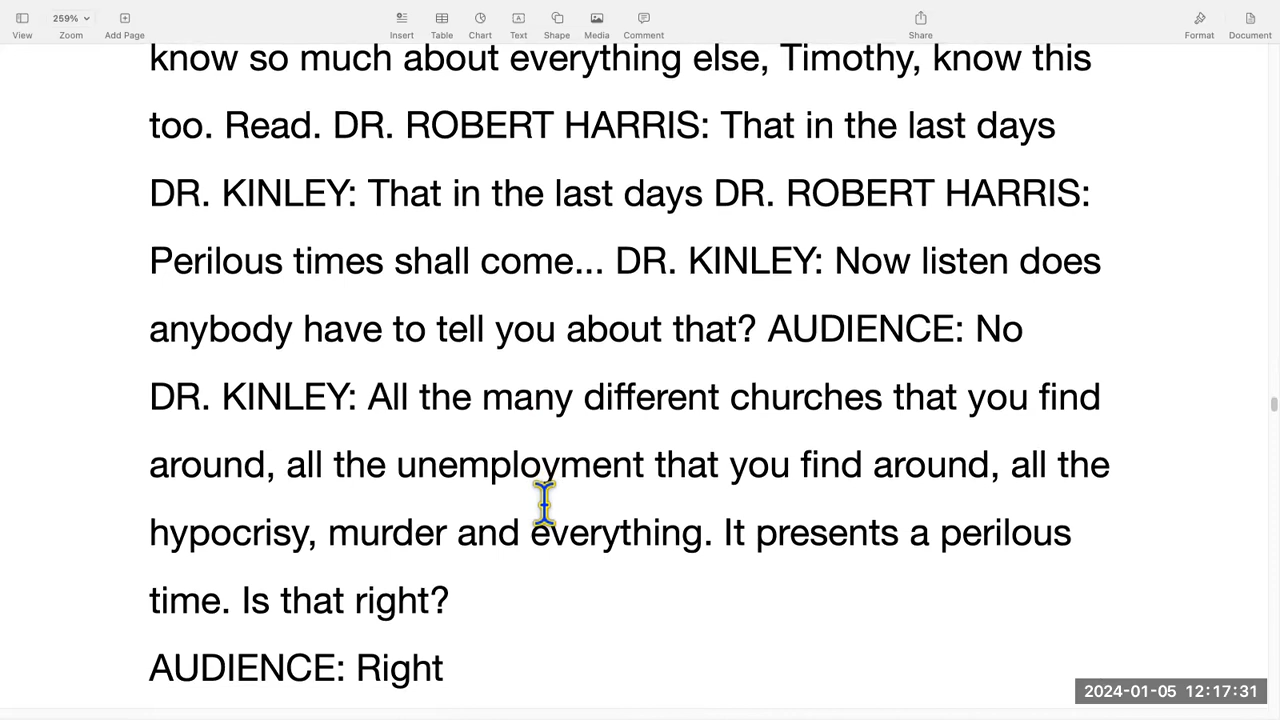 259%
View
Zoom
Add Page
Insert
Table
Chart
Text
Shape
Media
Comment
Share
Format
Document
know so much about everything else, Timothy, know this
too. Read. DR. ROBERT HARRIS: That in the last days
DR. KINLEY: That in the last days DR. ROBERT HARRIS:
Perilous times shall come... DR. KINLEY: Now listen does
anybody have to tell you about that? AUDIENCE: No
DR. KINLEY: All the many different churches that you find
around, all the unemployment that you find around, all the
hypocrisy, murder and everything. It presents a perilous
time. Is that right?
AUDIENCE: Right
2024-01-05 12:17:31